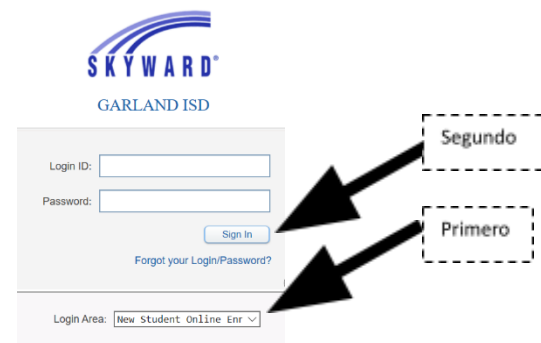 SKYWARD®
GARLAND ISD
Segundo
Login ID:
Password:
Sign In
Primero
Forgot your Login/Password?
Login Area: New Student Online Enr